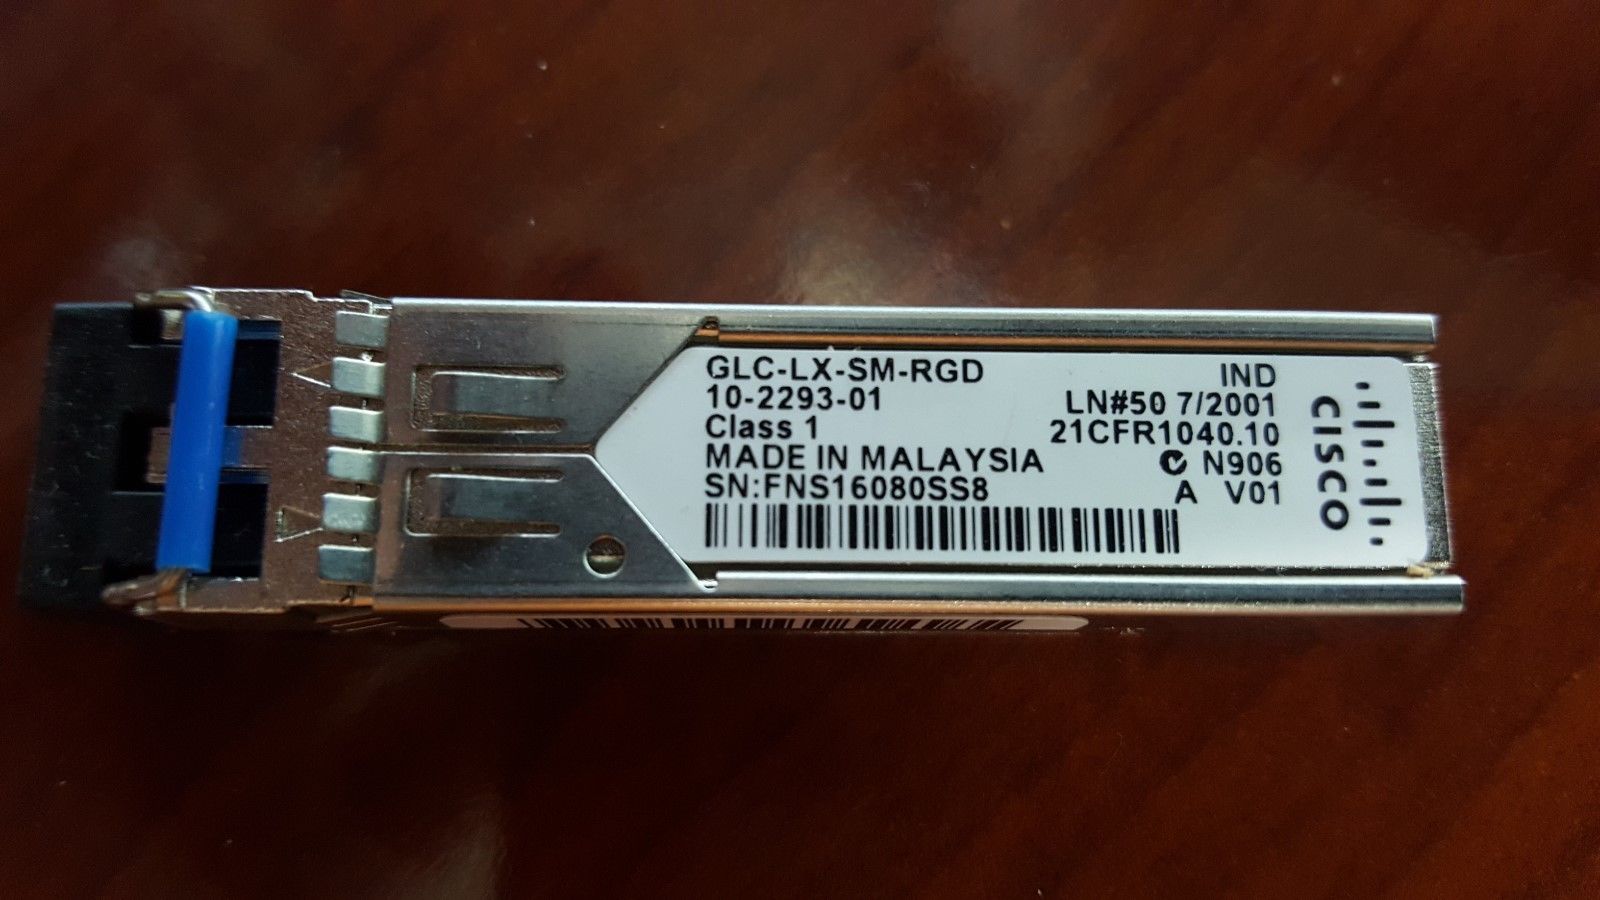 GLC-LX-SM-RGD
10-2293-01
Class 1
MADE IN MALAYSIA
SN:FNS16080SS8
IND
LN#50 7/2001
21CFR1040.10
N906
A V01
CISCO